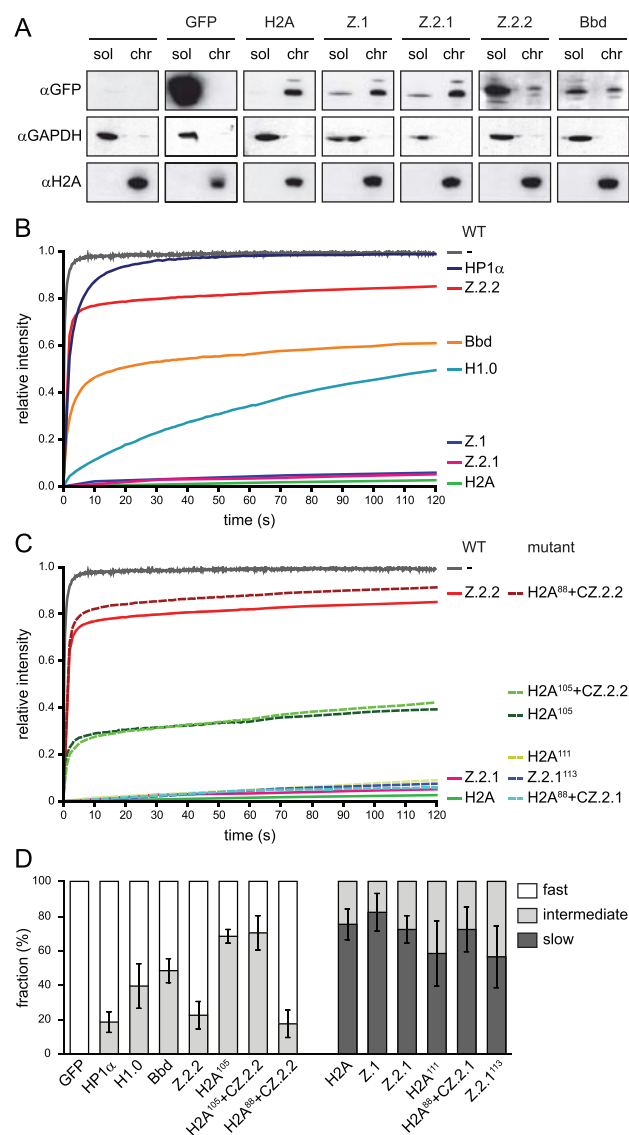 A
GFP H2A Z.1 Z.2.1 Z.2.2 Bbd
sol chr sol chr sol chr sol chr sol chr sol chr sol chr
αGFP
αGAPDH
αH2A
B
WT
1.0
0.8
0.6
0.4
0.2
0.0
relative intensity
0 10 20 30 40 50 60 70 80 90 100 110 120
time (s)
-
HP1α
Z.2.2
Bbd
H1.0
Z.1
Z.2.1
H2A
C
WT mutant
1.0
0.8
0.6
0.4
0.2
0
relative intensity
0 10 20 30 40 50 60 70 80 90 100 110 120
time (s)
-
Z.2.2 H2A⁸⁸+CZ.2.2
H2A¹⁰⁵+CZ.2.2
H2A¹⁰⁵
H2A¹¹¹
Z.2.1 Z.2.1¹¹³
H2A H2A⁸⁸+CZ.2.1
D
100
80
60
40
20
0
fraction (%)
fast
intermediate
slow
GFP
HP1α
H1.0
Bbd
Z.2.2
H2A¹⁰⁵
H2A¹⁰⁵+CZ.2.2
H2A⁸⁸+CZ.2.2
H2A
Z.1
Z.2.1
H2A¹¹¹
H2A⁸⁸+CZ.2.1
Z.2.1¹¹³